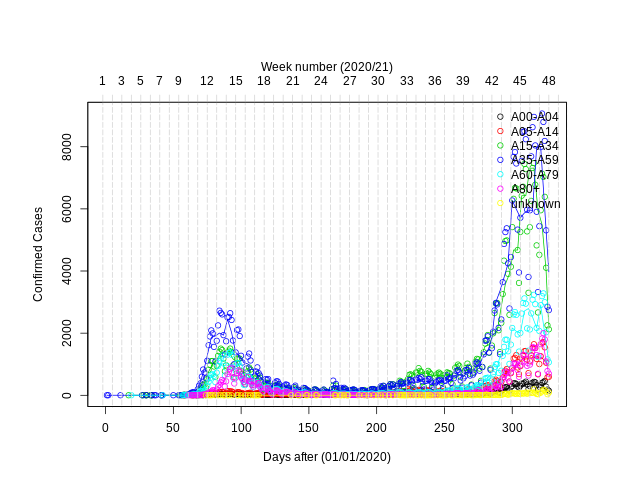 Week number (2020/21)
1 3 5 7 9 12 15 18 21 24 27 30 33 36 39 42 45 48
A00-A04
A05-A14
A15-A34
A35-A59
A60-A79
A80+
unknown
Confirmed Cases
8000
6000
4000
2000
0
0 50 100 150 200 250 300
Days after (01/01/2020)